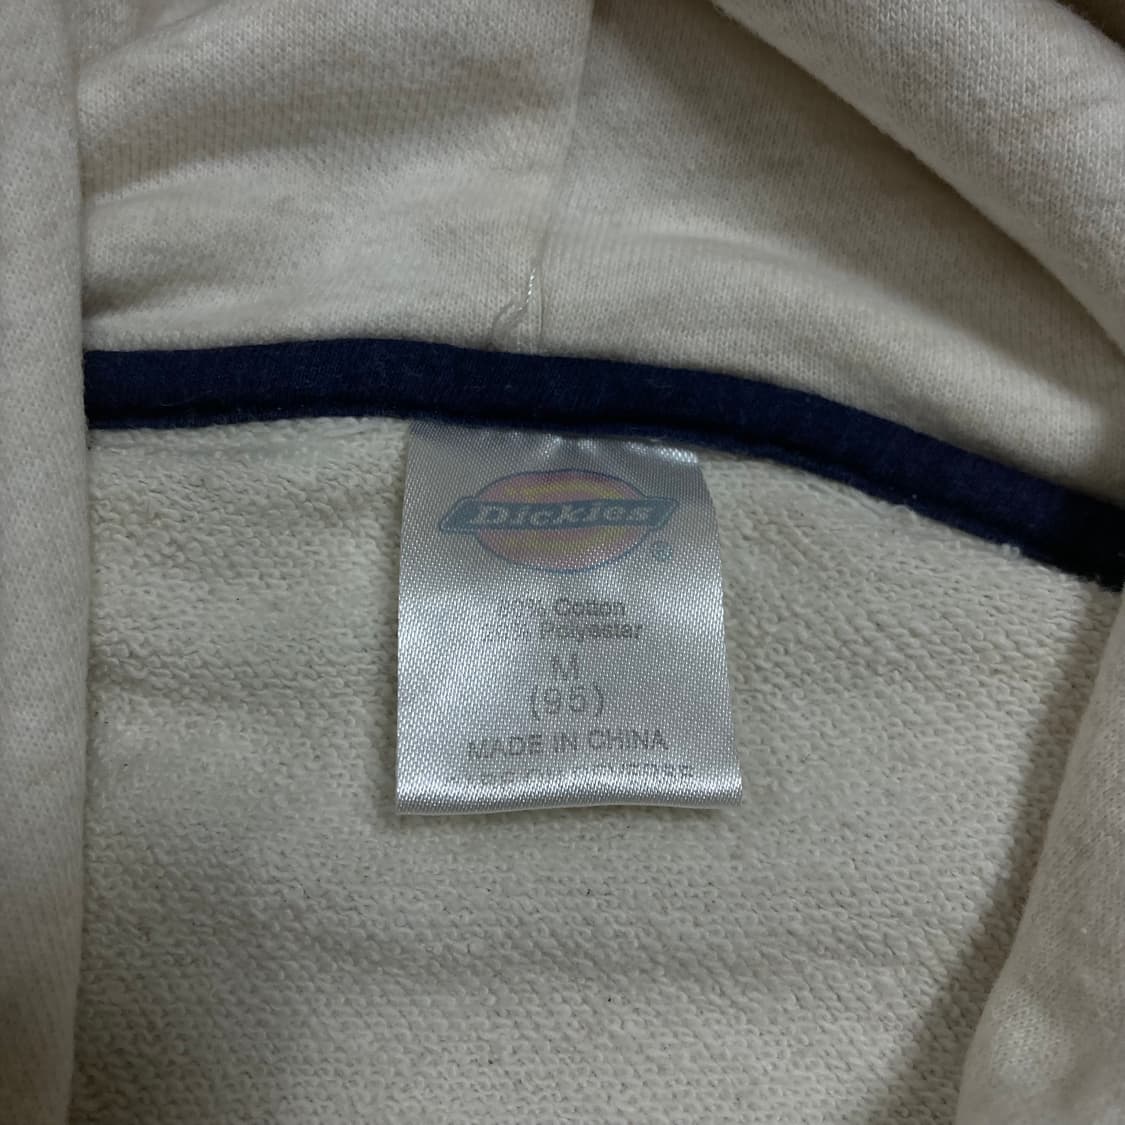 Dickies
®
% Cotton
Polyester
M
(95)
MADE IN CHINA